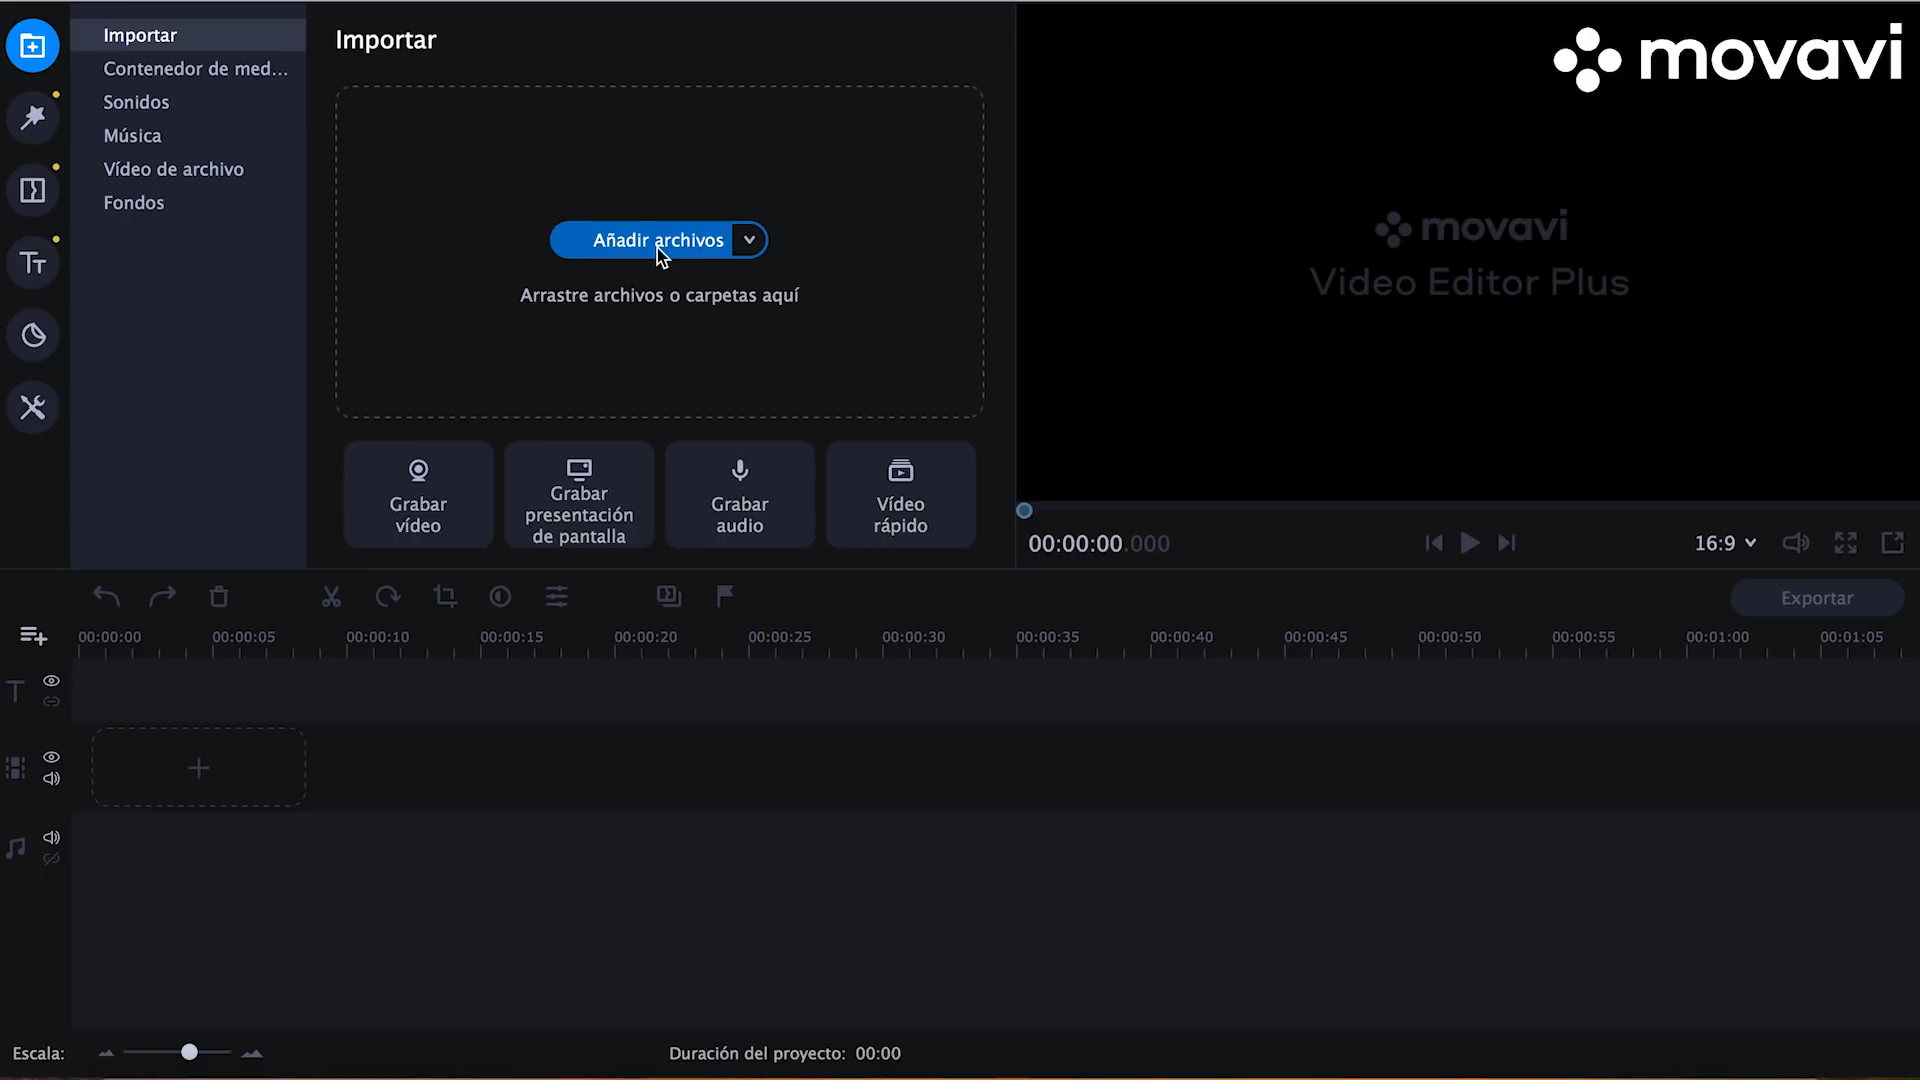 Importar
Contenedor de med...
Sonidos
Música
Vídeo de archivo
Fondos
Importar
Añadir archivos
Arrastre archivos o carpetas aquí
Grabar
vídeo
Grabar
presentación
de pantalla
Grabar
audio
Vídeo
rápido
movavi
movavi
Video Editor Plus
00:00:00.000
16:9
Exportar
00:00:00 00:00:05 00:00:10 00:00:15 00:00:20 00:00:25 00:00:30 00:00:35 00:00:40 00:00:45 00:00:50 00:00:55 00:01:00 00:01:05
Escala:
Duración del proyecto: 00:00